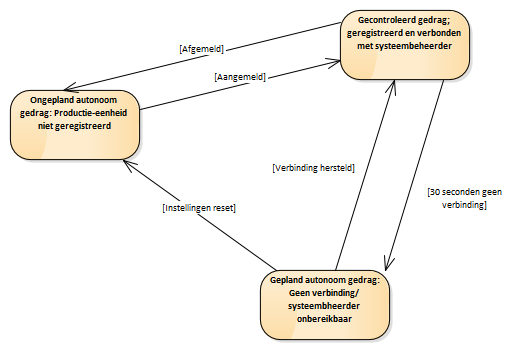 Gecontroleerd gedrag;
geregistreerd en verbonden
met systeembeheerder
[Afgemeld]
[Aangemeld]
Ongepland autonoom
gedrag: Productie-eenheid
niet geregistreerd
[Verbinding hersteld]
[30 seconden geen
verbinding]
[Instellingen reset]
Gepland autonoom gedrag:
Geen verbinding/
systeembheerder
onbereikbaar